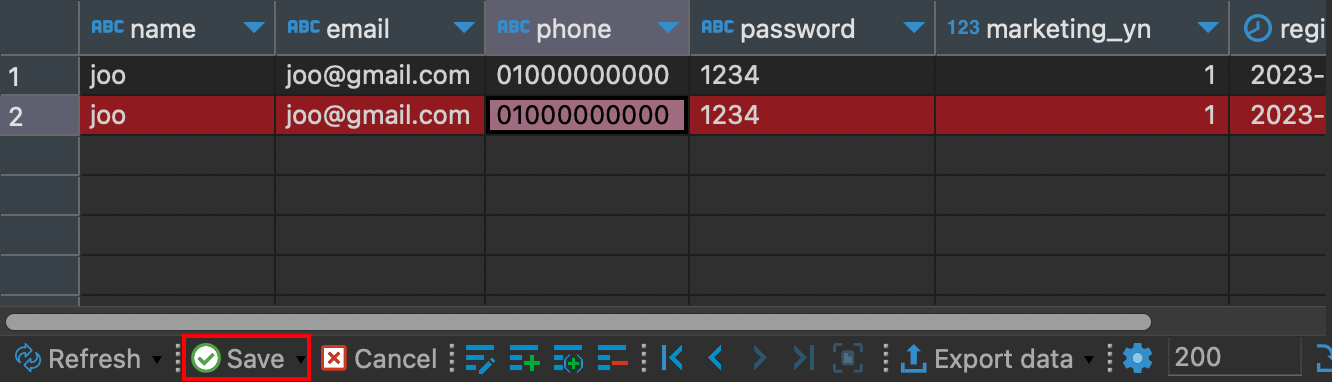 ABC name ABC email ABC phone ABC password 123 marketing_yn regi
1 joo joo@gmail.com 01000000000 1234 1 2023-
2 joo joo@gmail.com 01000000000 1234 1 2023-
Refresh Save Cancel Export data 200